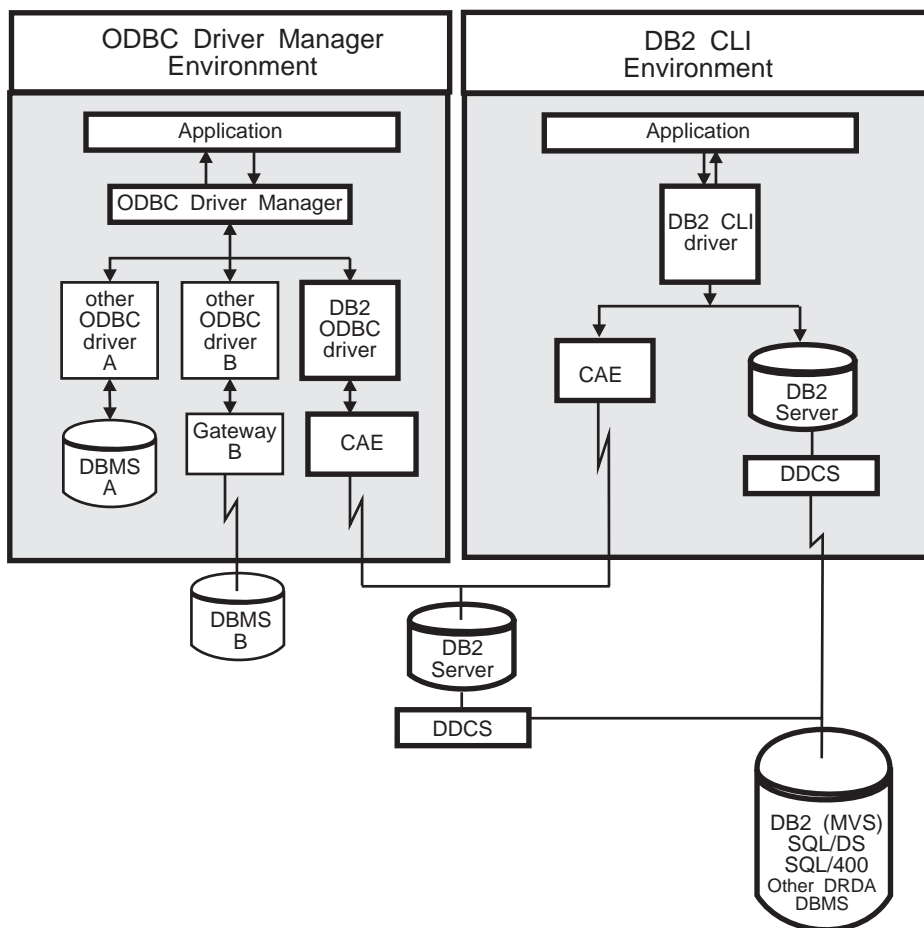 ODBC Driver Manager
Environment
Application
ODBC Driver Manager
other
ODBC
driver
A
other
ODBC
driver
B
DB2
ODBC
driver
DBMS
A
Gateway
B
CAE
DBMS
B
DB2 CLI
Environment
Application
DB2 CLI
driver
CAE
DB2
Server
DDCS
DB2
Server
DDCS
DB2 (MVS)
SQL/DS
SQL/400
Other DRDA
DBMS